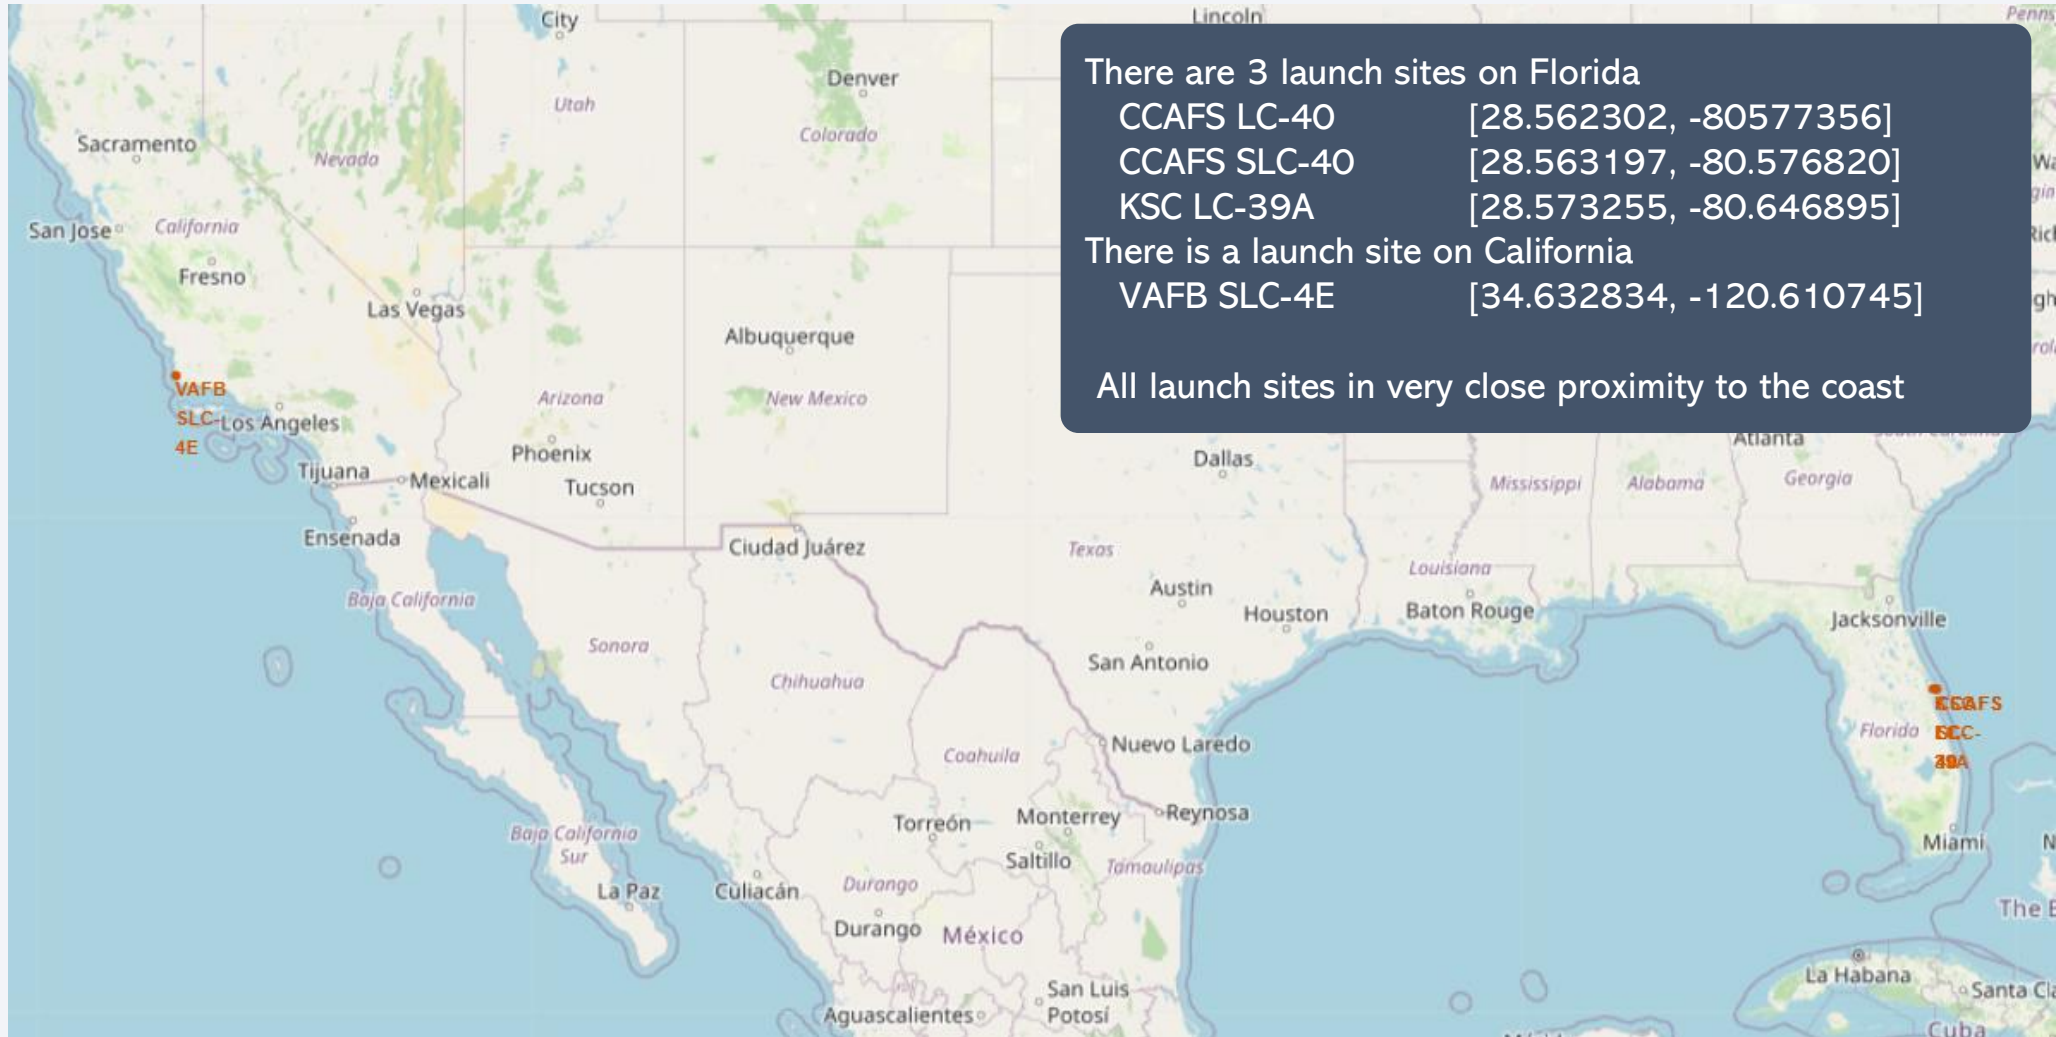 City
Lincoln
There are 3 launch sites on Florida
CCAFS LC-40 [28.562302, -80577356]
CCAFS SLC-40 [28.563197, -80.576820]
KSC LC-39A [28.573255, -80.646895]
There is a launch site on California
VAFB SLC-4E [34.632834, -120.610745]
All launch sites in very close proximity to the coast
Denver
Utah
Colorado
Sacramento
Nevada
San Jose
California
Fresno
Las Vegas
Albuquerque
VAFB
SLC-
4E
Los Angeles
Arizona
New Mexico
Phoenix
Tucson
Tijuana
Mexicali
Ensenada
Ciudad Juárez
Dallas
Atlanta
Mississippi
Alabama
Georgia
South Carolina
Texas
Louisiana
Austin
Houston
Baton Rouge
Jacksonville
San Antonio
Baja California
Sonora
Chihuahua
Coahuila
Nuevo Laredo
Florida
Reynosa
Monterrey
Torreón
Saltillo
Tamaulipas
Miami
Baja California
Sur
La Paz
Culiacán
Durango
Durango
México
The
La Habana
Santa
San Luis
Potosí
Aguascalientes
Cuba